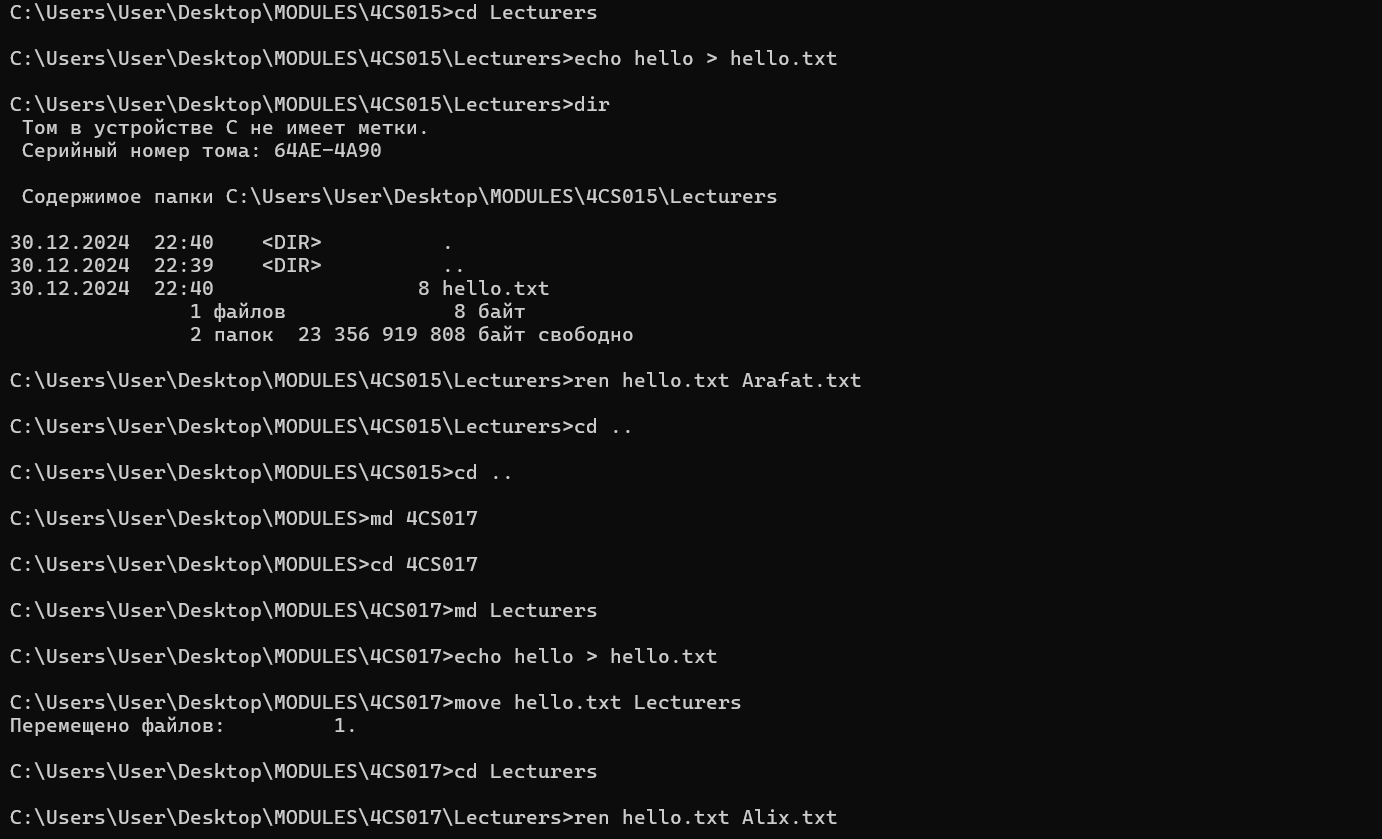 C:\Users\User\Desktop\MODULES\4CS015>cd Lecturers
C:\Users\User\Desktop\MODULES\4CS015\Lecturers>echo hello > hello.txt
C:\Users\User\Desktop\MODULES\4CS015\Lecturers>dir
Том в устройстве C не имеет метки.
Серийный номер тома: 64AE-4A90
Содержимое папки C:\Users\User\Desktop\MODULES\4CS015\Lecturers
30.12.2024  22:40    <DIR>          .
30.12.2024  22:39    <DIR>          ..
30.12.2024  22:40                 8 hello.txt
1 файлов              8 байт
2 папок  23 356 919 808 байт свободно
C:\Users\User\Desktop\MODULES\4CS015\Lecturers>ren hello.txt Arafat.txt
C:\Users\User\Desktop\MODULES\4CS015\Lecturers>cd ..
C:\Users\User\Desktop\MODULES\4CS015>cd ..
C:\Users\User\Desktop\MODULES>md 4CS017
C:\Users\User\Desktop\MODULES>cd 4CS017
C:\Users\User\Desktop\MODULES\4CS017>md Lecturers
C:\Users\User\Desktop\MODULES\4CS017>echo hello > hello.txt
C:\Users\User\Desktop\MODULES\4CS017>move hello.txt Lecturers
Перемещено файлов:         1.
C:\Users\User\Desktop\MODULES\4CS017>cd Lecturers
C:\Users\User\Desktop\MODULES\4CS017\Lecturers>ren hello.txt Alix.txt